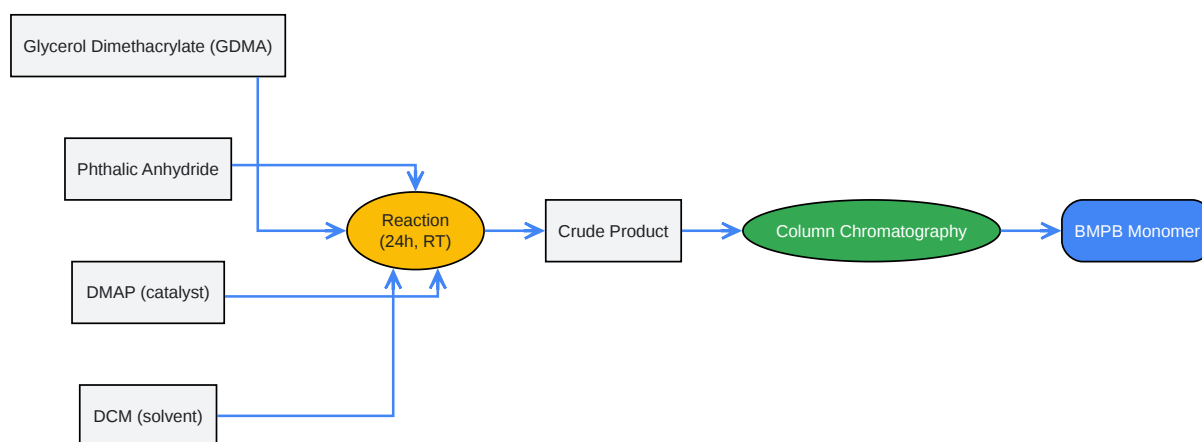 Glycerol Dimethacrylate (GDMA)
Phthalic Anhydride
Reaction
(24h, RT)
Crude Product
Column Chromatography
BMPB Monomer
DMAP (catalyst)
DCM (solvent)